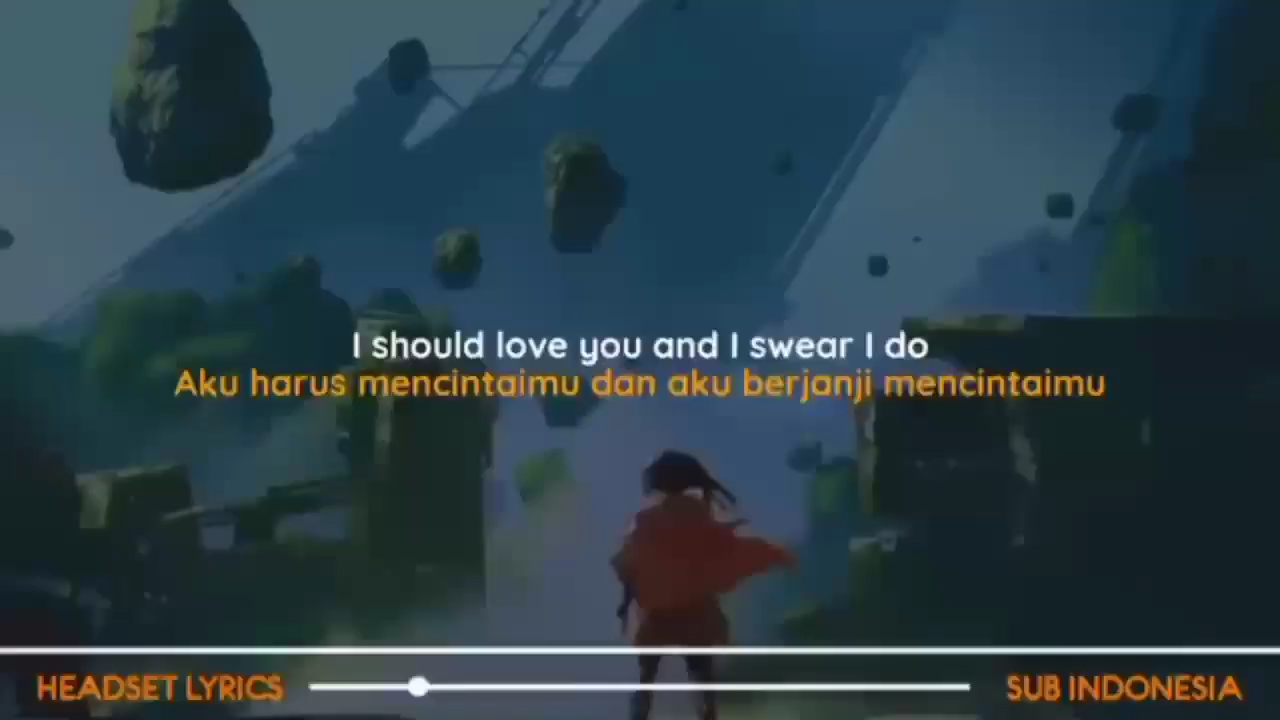 I should love you and I swear I do
Aku harus mencintaimu dan aku berjanji mencintaimu
HEADSET LYRICS
SUB INDONESIA